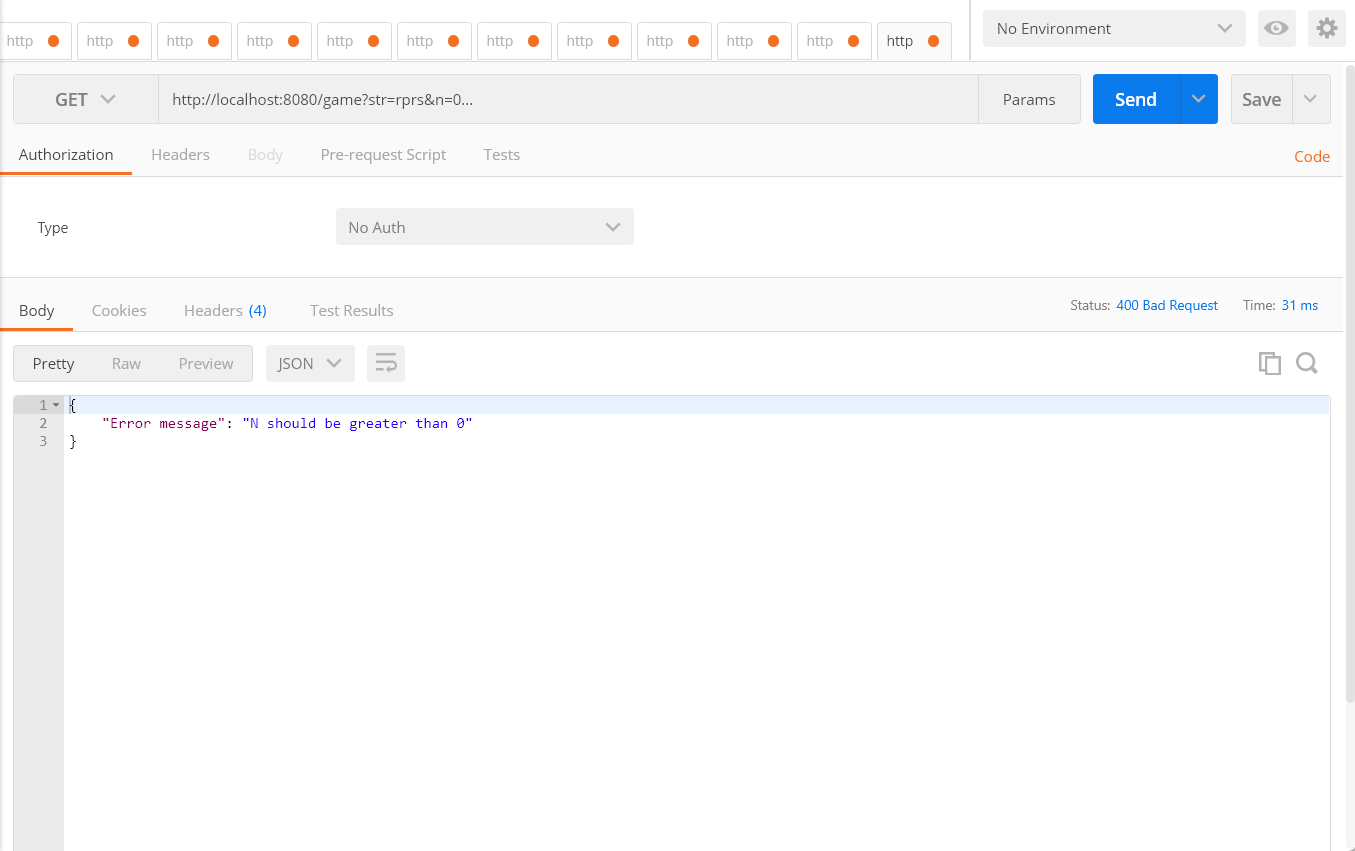 http http http http http http http http http http http http No Environment
GET http://localhost:8080/game?str=rprs&n=0... Params Send Save
Authorization Headers Body Pre-request Script Tests Code
Type No Auth
Body Cookies Headers (4) Test Results Status: 400 Bad Request Time: 31 ms
Pretty Raw Preview JSON
1 {
2 "Error message": "N should be greater than 0"
3 }